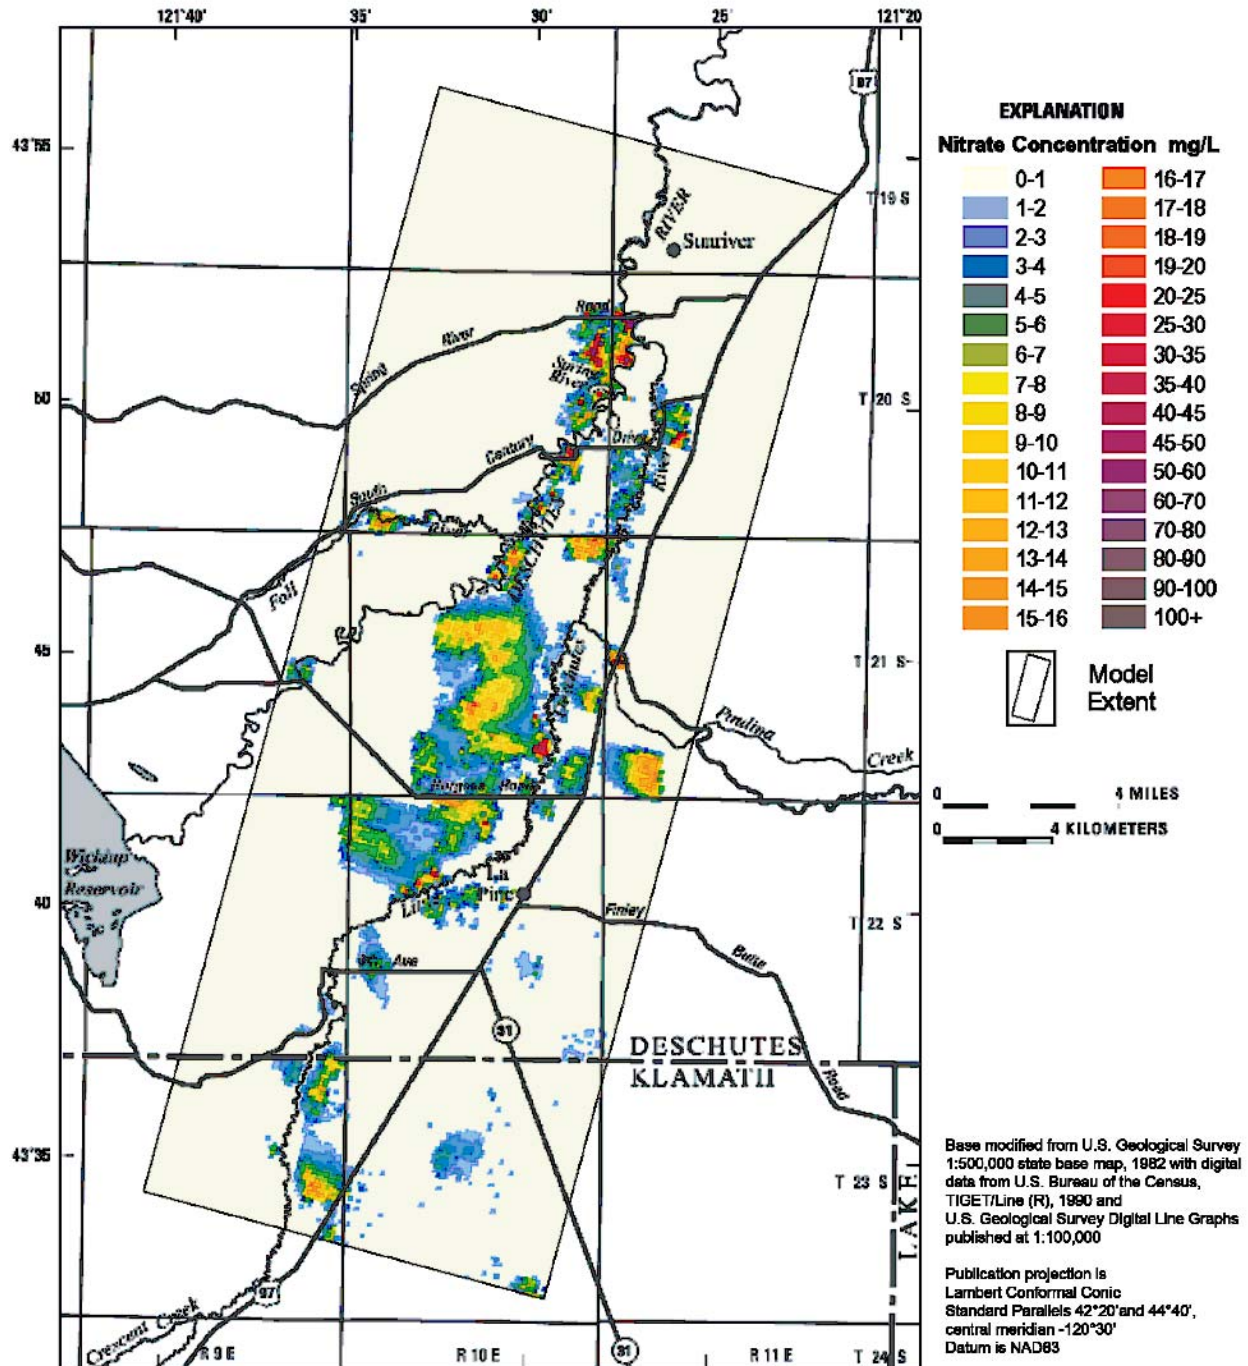 121°40'
35'
30'
25'
121°20
43°55
97
T 19 S
RIVER
Sunriver
Road
River
Spring
Spring
River
50
T 20 S
Drive
Century
River
South
River
DESCHUTES
Fall
45
T 21 S
Deschutes
Creek
Wickiup
Reservoir
La
Pine
40
Finley
T 22 S
Ave
Butte
31
DESCHUTES
KLAMATH
Road
43°35
T 23 S
LAKE
97
Crescent Creek
R 9 E
R 10 E
31
R 11 E
T 24 S
EXPLANATION
Nitrate Concentration mg/L
0-1
1-2
2-3
3-4
4-5
5-6
6-7
7-8
8-9
9-10
10-11
11-12
12-13
13-14
14-15
15-16
16-17
17-18
18-19
19-20
20-25
25-30
30-35
35-40
40-45
45-50
50-60
60-70
70-80
80-90
90-100
100+
Model
Extent
0 4 MILES
0 4 KILOMETERS
Base modified from U.S. Geological Survey
1:500,000 state base map, 1982 with digital
data from U.S. Bureau of the Census,
TIGET/Line (R), 1990 and
U.S. Geological Survey Digital Line Graphs
published at 1:100,000
Publication projection is
Lambert Conformal Conic
Standard Parallels 42°20'and 44°40',
central meridian -120°30'
Datum is NAD83